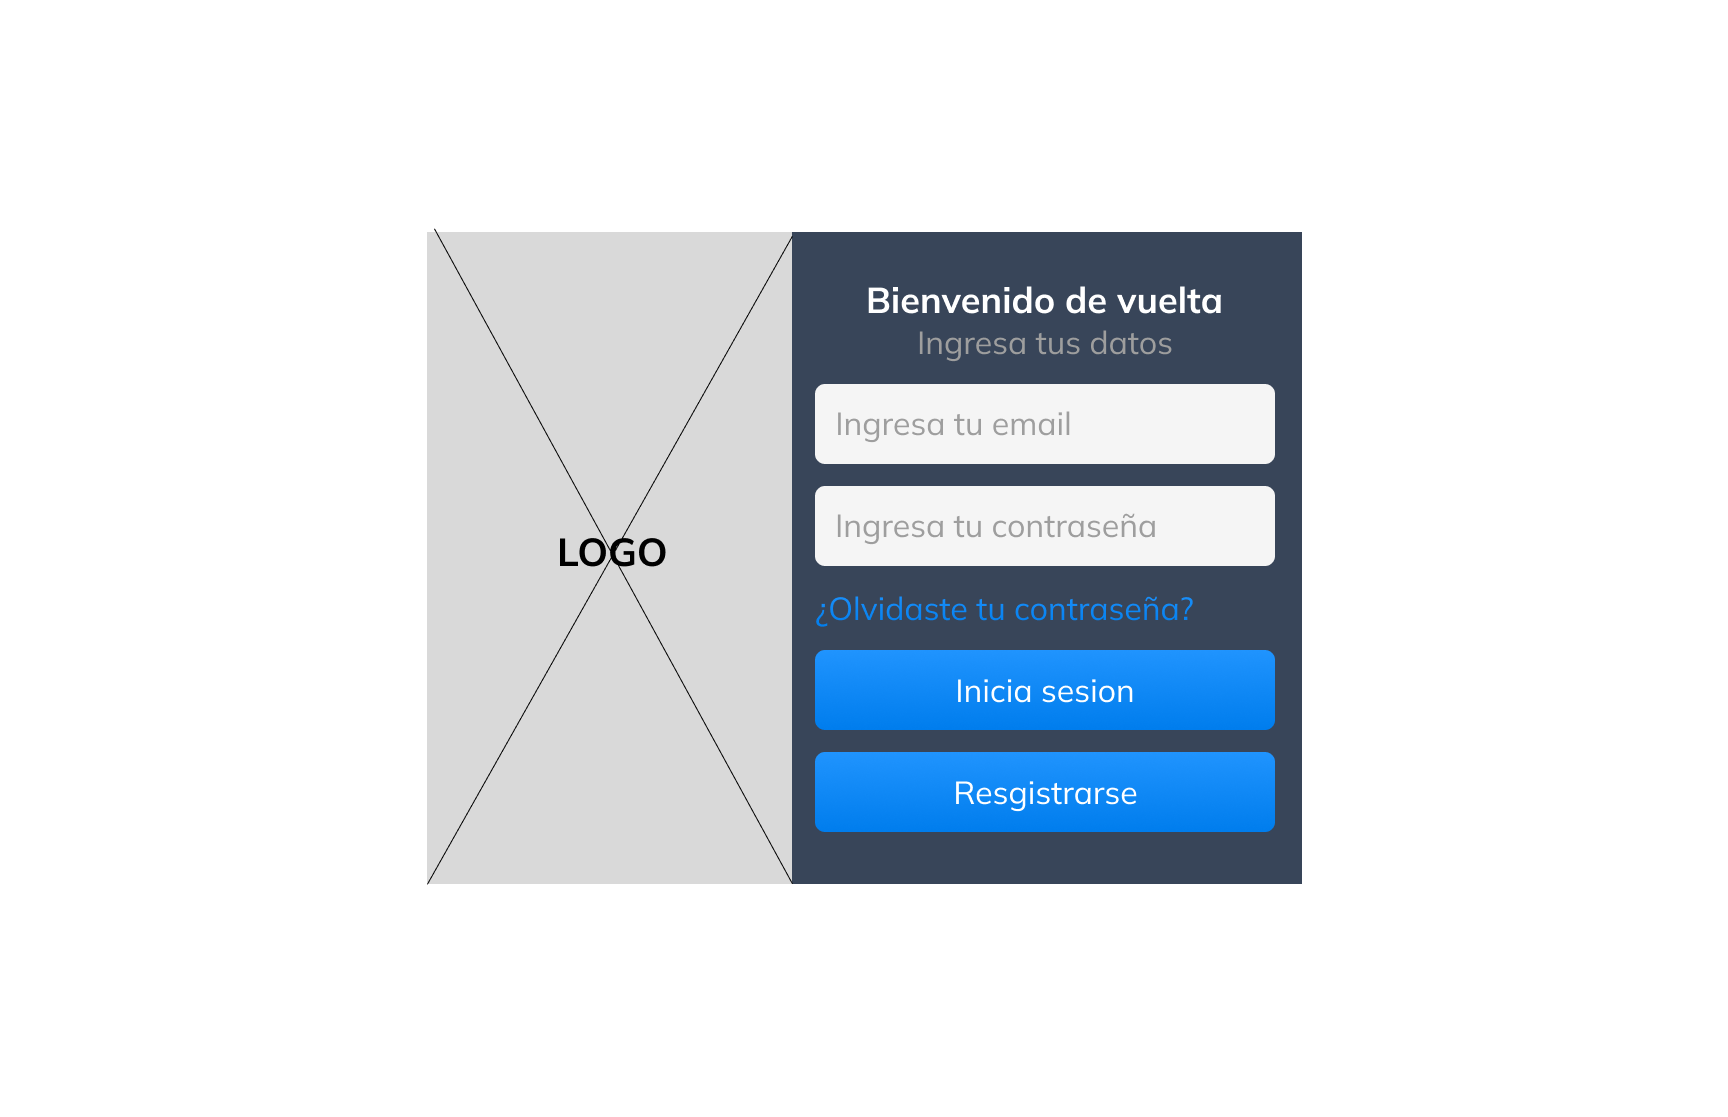 LOGO
Bienvenido de vuelta
Ingresa tus datos
Ingresa tu email
Ingresa tu contraseña
¿Olvidaste tu contraseña?
Inicia sesion
Resgistrarse